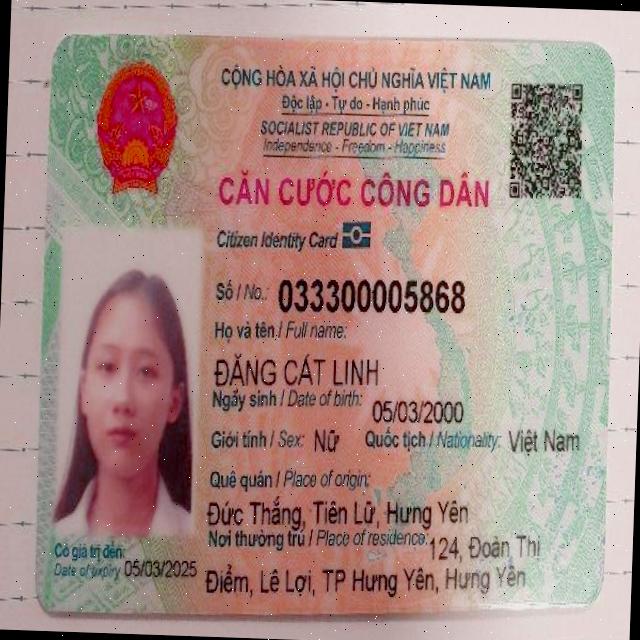 CỘNG HÒA XÃ HỘI CHỦ NGHĨA VIỆT NAM
Độc lập - Tự do - Hạnh phúc
SOCIALIST REPUBLIC OF VIET NAM
Independence - Freedom - Happiness
CĂN CƯỚC CÔNG DÂN
Citizen Identity Card
Số / No.: 033300005868
Họ và tên / Full name:
ĐẶNG CÁT LINH
Ngày sinh / Date of birth: 05/03/2000
Giới tính / Sex: Nữ Quốc tịch / Nationality: Việt Nam
Quê quán / Place of origin:
Đức Thắng, Tiên Lữ, Hưng Yên
Nơi thường trú / Place of residence: 124, Đoàn Thị
Điểm, Lê Lợi, TP Hưng Yên, Hưng Yên
Có giá trị đến:
Date of expiry 05/03/2025